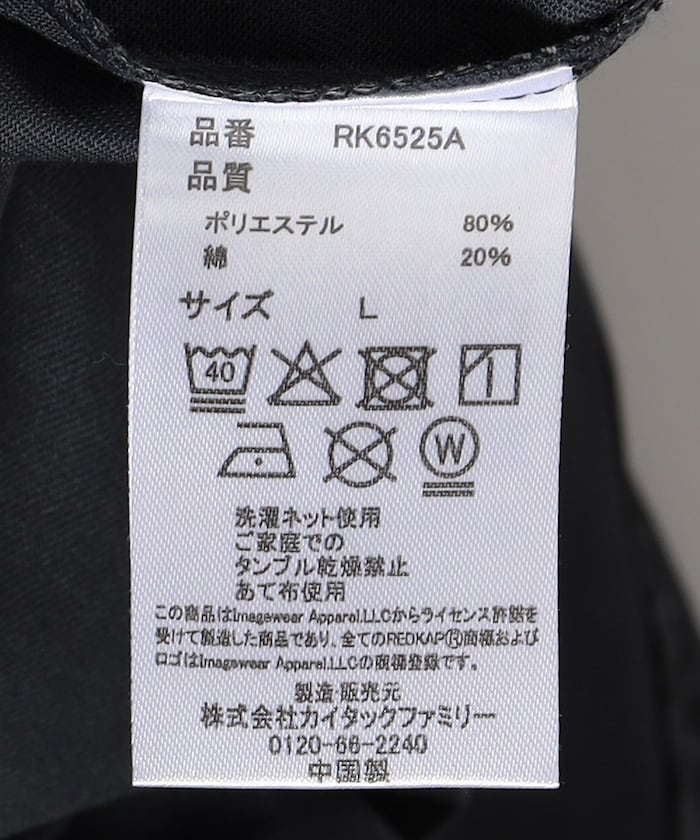 品番 RK6525A
品質
ポリエステル 80%
綿 20%
サイズ L
40
W
洗濯ネット使用
ご家庭での
タンブル乾燥禁止
あて布使用
この商品はImagewear Apparel.LLCからライセンス許諾を
受けて製造した商品であり、全てのREDKAPⓇ商標および
ロゴはImagewear Apparel.LLCの商標登録です。
製造・販売元
株式会社カイタックファミリー
0120-66-2240
中国製